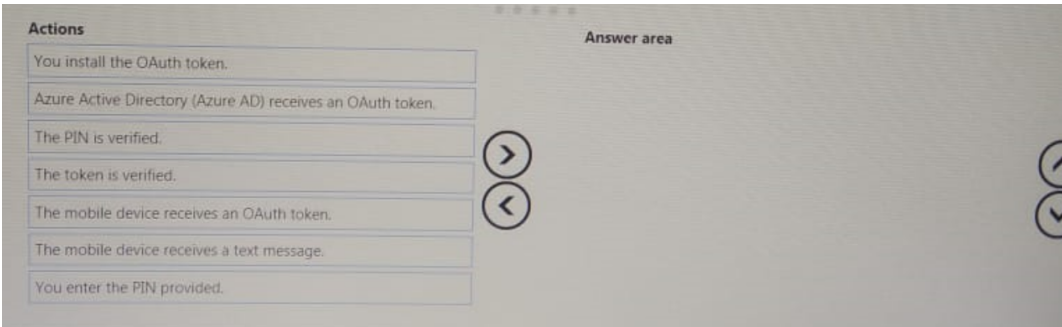 Actions
Answer area
You install the OAuth token.
Azure Active Directory (Azure AD) receives an OAuth token.
The PIN is verified.
The token is verified.
The mobile device receives an OAuth token.
The mobile device receives a text message.
You enter the PIN provided.